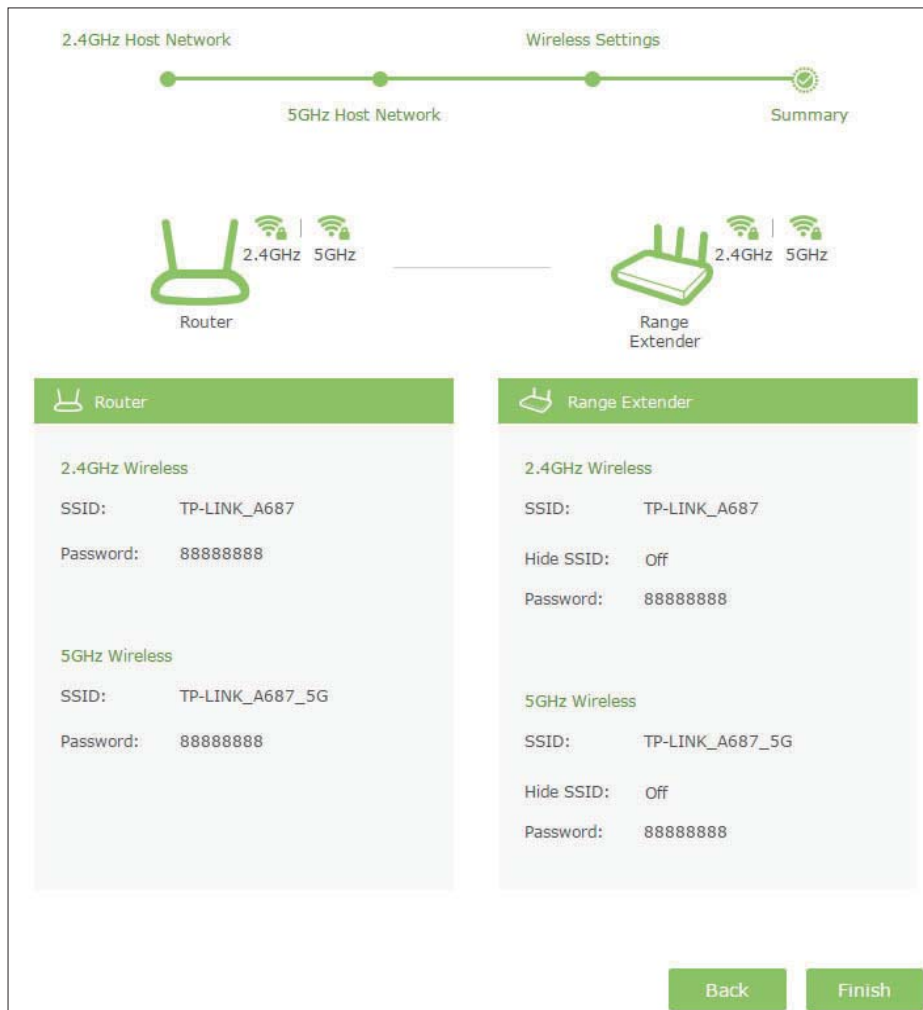 2.4GHz Host Network
Wireless Settings
5GHz Host Network
Summary
2.4GHz
5GHz
Router
2.4GHz
5GHz
Range
Extender
Router
2.4GHz Wireless
SSID: TP-LINK_A687
Password: 88888888
5GHz Wireless
SSID: TP-LINK_A687_5G
Password: 88888888
Range Extender
2.4GHz Wireless
SSID: TP-LINK_A687
Hide SSID: Off
Password: 88888888
5GHz Wireless
SSID: TP-LINK_A687_5G
Hide SSID: Off
Password: 88888888
Back
Finish